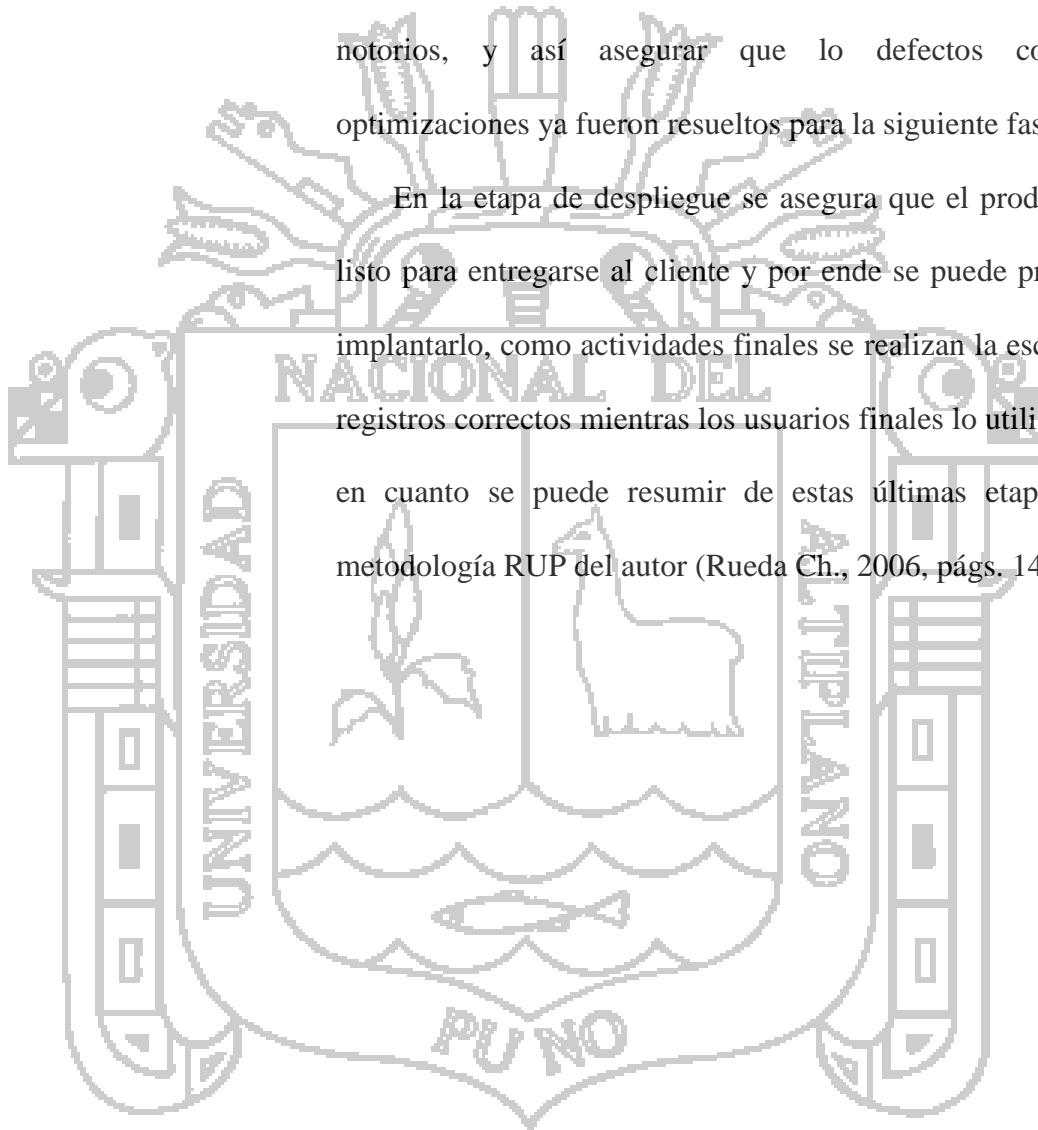 notorios, y así asegurar que lo defectos co
optimizaciones ya fueron resueltos para la siguiente fas
En la etapa de despliegue se asegura que el prod
listo para entregarse al cliente y por ende se puede pr
implantarlo, como actividades finales se realizan la esc
registros correctos mientras los usuarios finales lo utili
en cuanto se puede resumir de estas últimas etap
metodología RUP del autor (Rueda Ch., 2006, págs. 14
NACIONAL DEL
UNIVERSIDAD
ALTIPLANO
PUNO